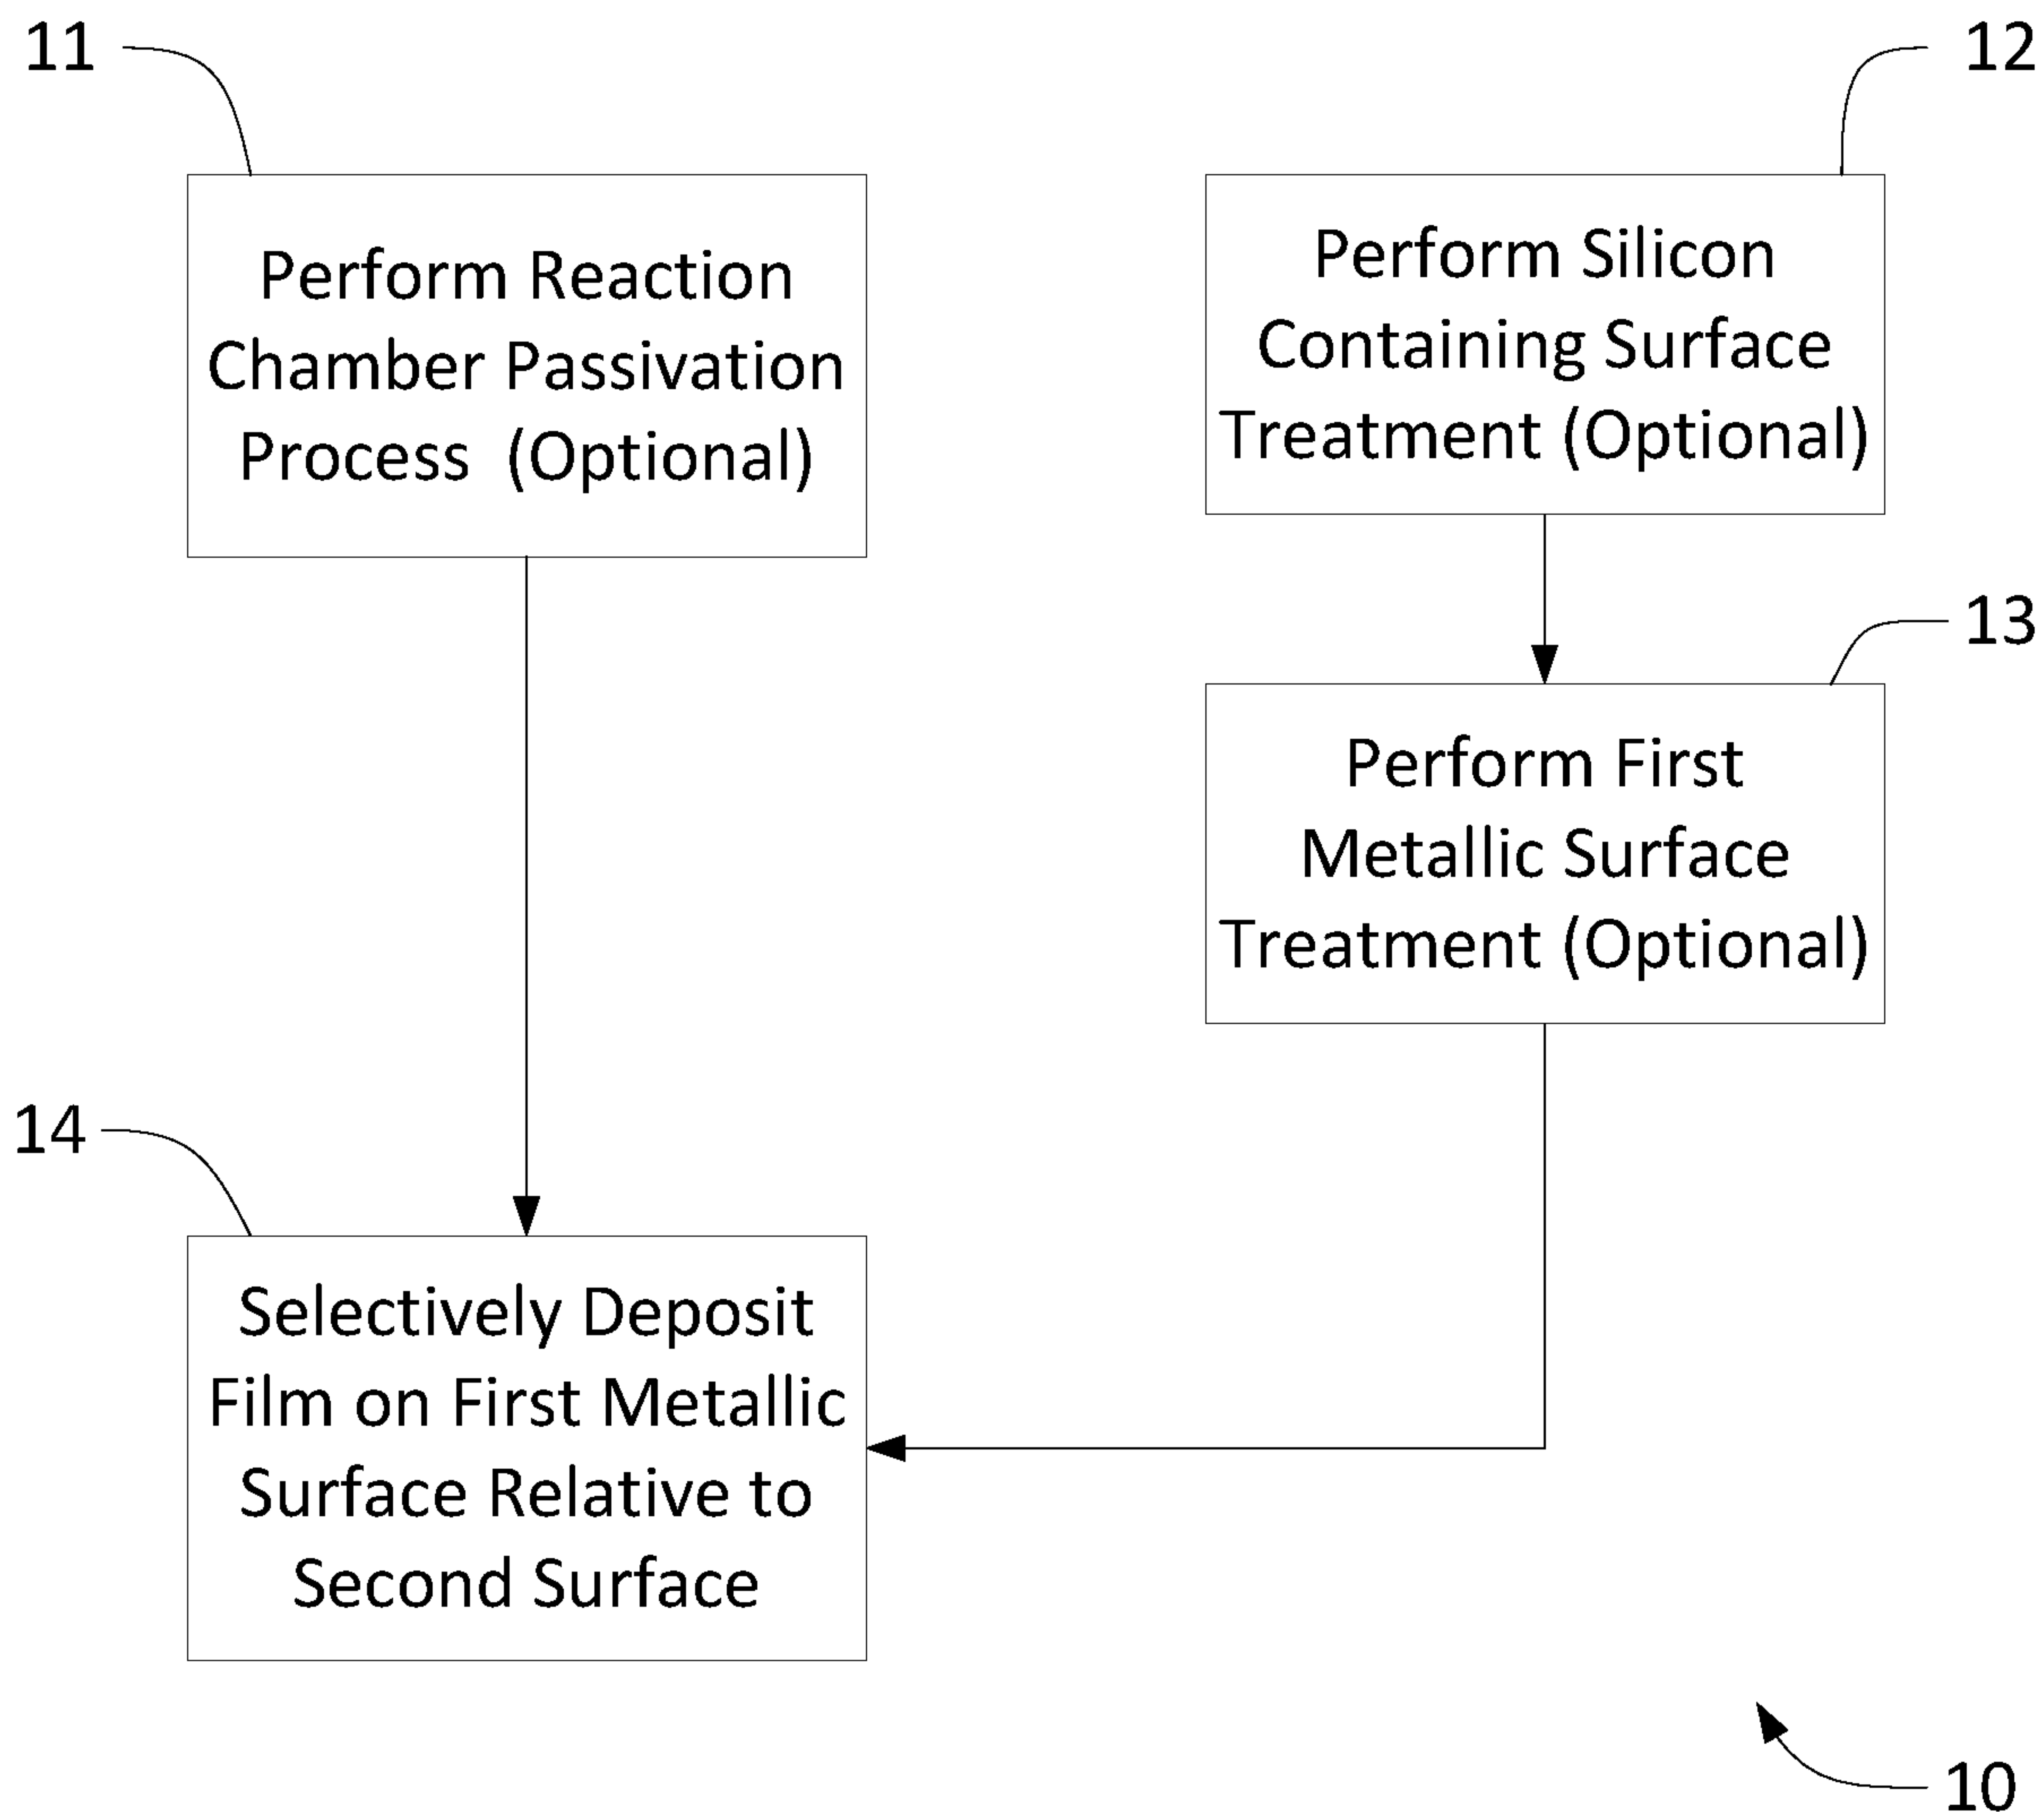 11
Perform Reaction
Chamber Passivation
Process (Optional)
12
Perform Silicon
Containing Surface
Treatment (Optional)
13
Perform First
Metallic Surface
Treatment (Optional)
14
Selectively Deposit
Film on First Metallic
Surface Relative to
Second Surface
10